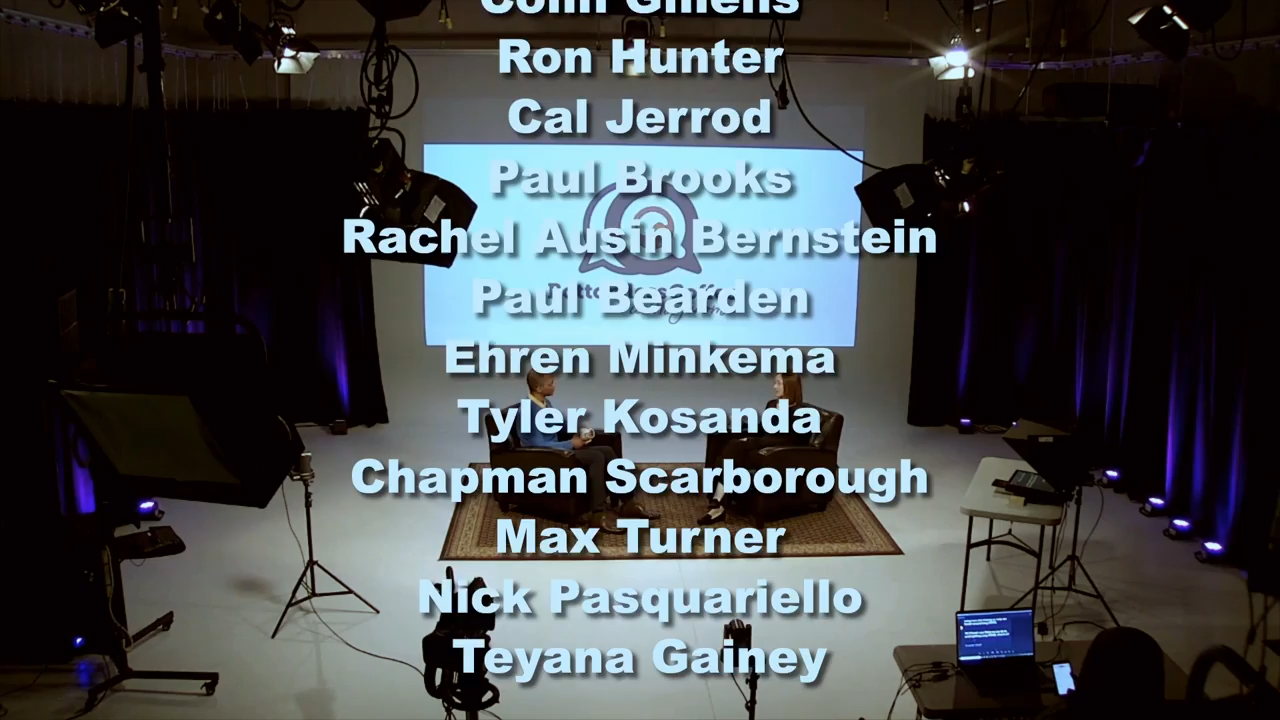 Ron Hunter
Cal Jerrod
Paul Brooks
Rachel Ausin Bernstein
Paul Bearden
Ehren Minkema
Tyler Kosanda
Chapman Scarborough
Max Turner
Nick Pasquariello
Teyana Gainey